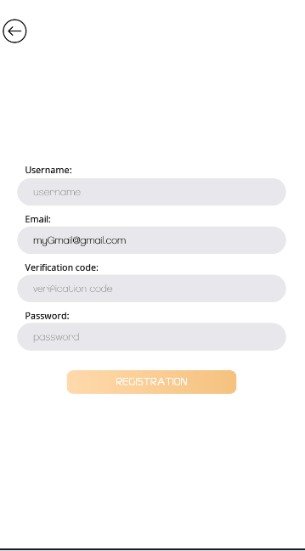 Username:
username
Email:
myGmail@gmail.com
Verification code:
verification code
Password:
password
REGISTRATION